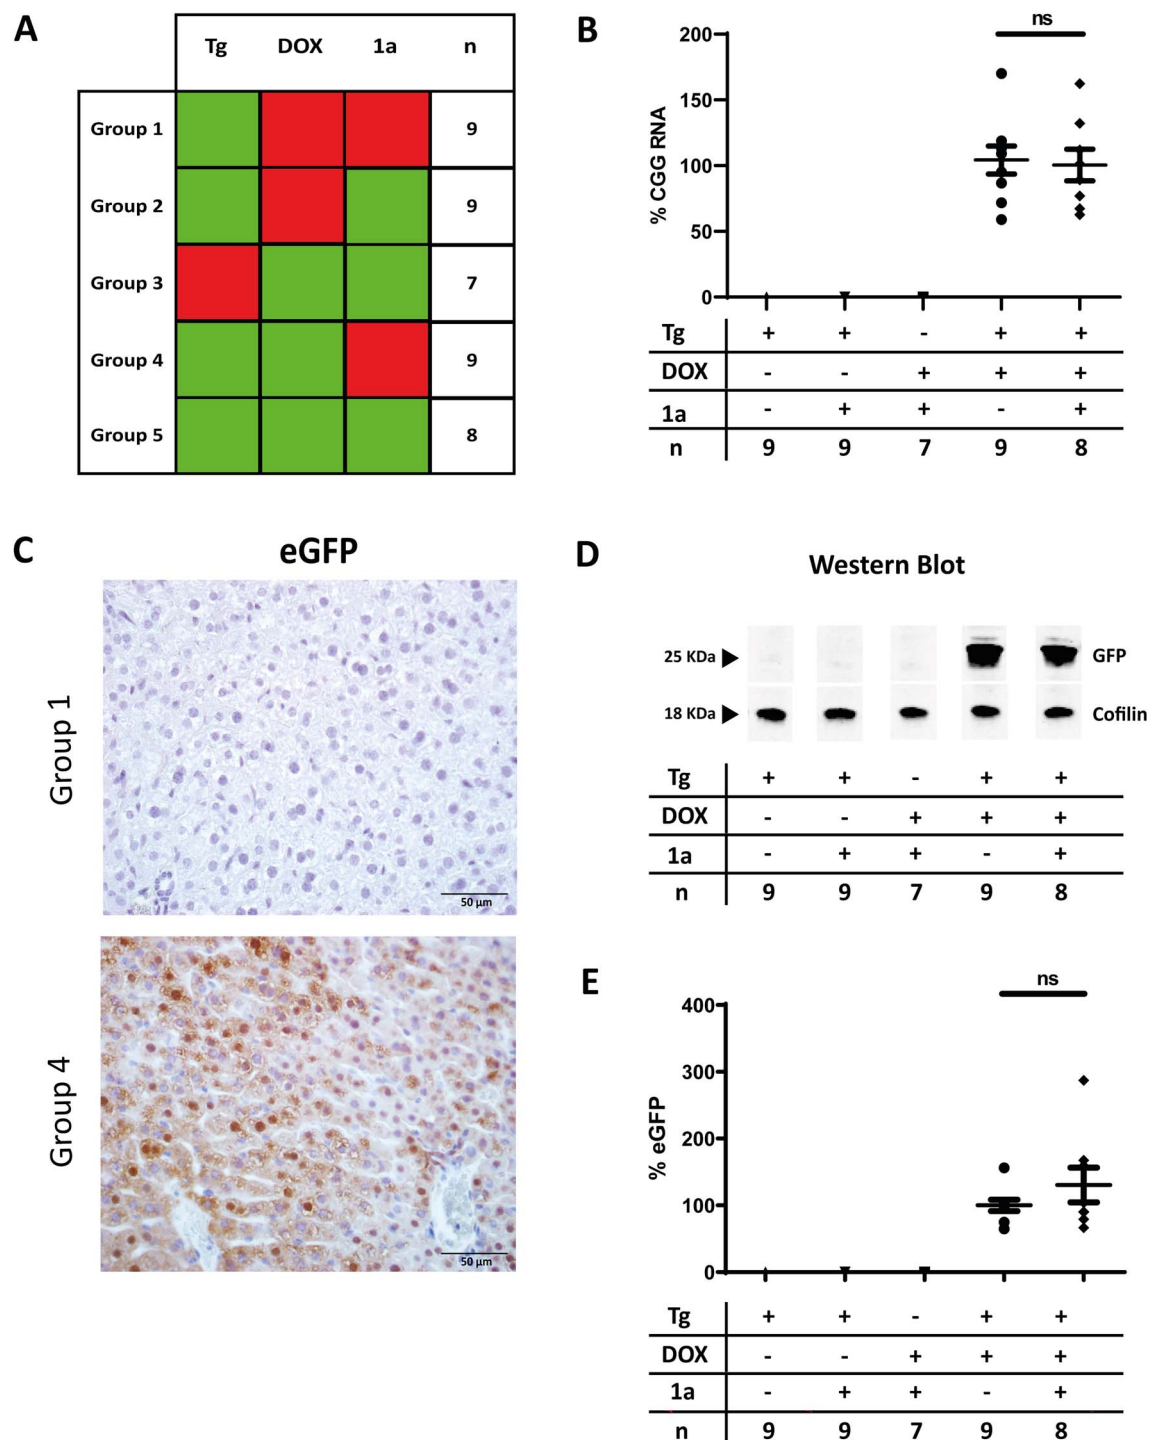 A
Tg DOX 1a n
Group 1 9
Group 2 9
Group 3 7
Group 4 9
Group 5 8
B
ns
% CGG RNA
200
150
100
50
0
Tg + + - + +
DOX - - + + +
1a - + + - +
n 9 9 7 9 8
C
eGFP
Group 1
50 µm
Group 4
50 µm
D
Western Blot
25 KDa GFP
18 KDa Cofilin
Tg + + - + +
DOX - - + + +
1a - + + - +
n 9 9 7 9 8
E
ns
% eGFP
400
300
200
100
0
Tg + + - + +
DOX - - + + +
1a - + + - +
n 9 9 7 9 8